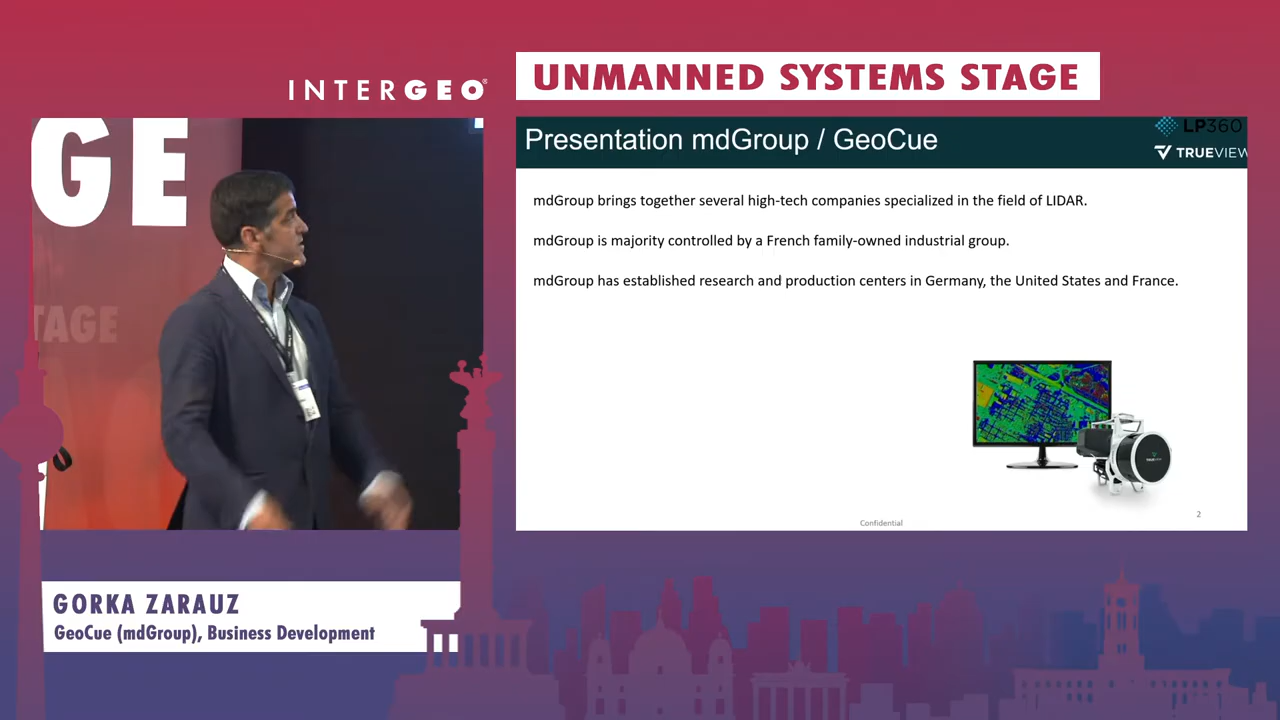 INTERGEO®
UNMANNED SYSTEMS STAGE
GE
TAGE
Presentation mdGroup / GeoCue
LP360
TRUEVIEW
mdGroup brings together several high-tech companies specialized in the field of LIDAR.
mdGroup is majority controlled by a French family-owned industrial group.
mdGroup has established research and production centers in Germany, the United States and France.
TRUEVIEW
Confidential
2
GORKA ZARAUZ
GeoCue (mdGroup), Business Development